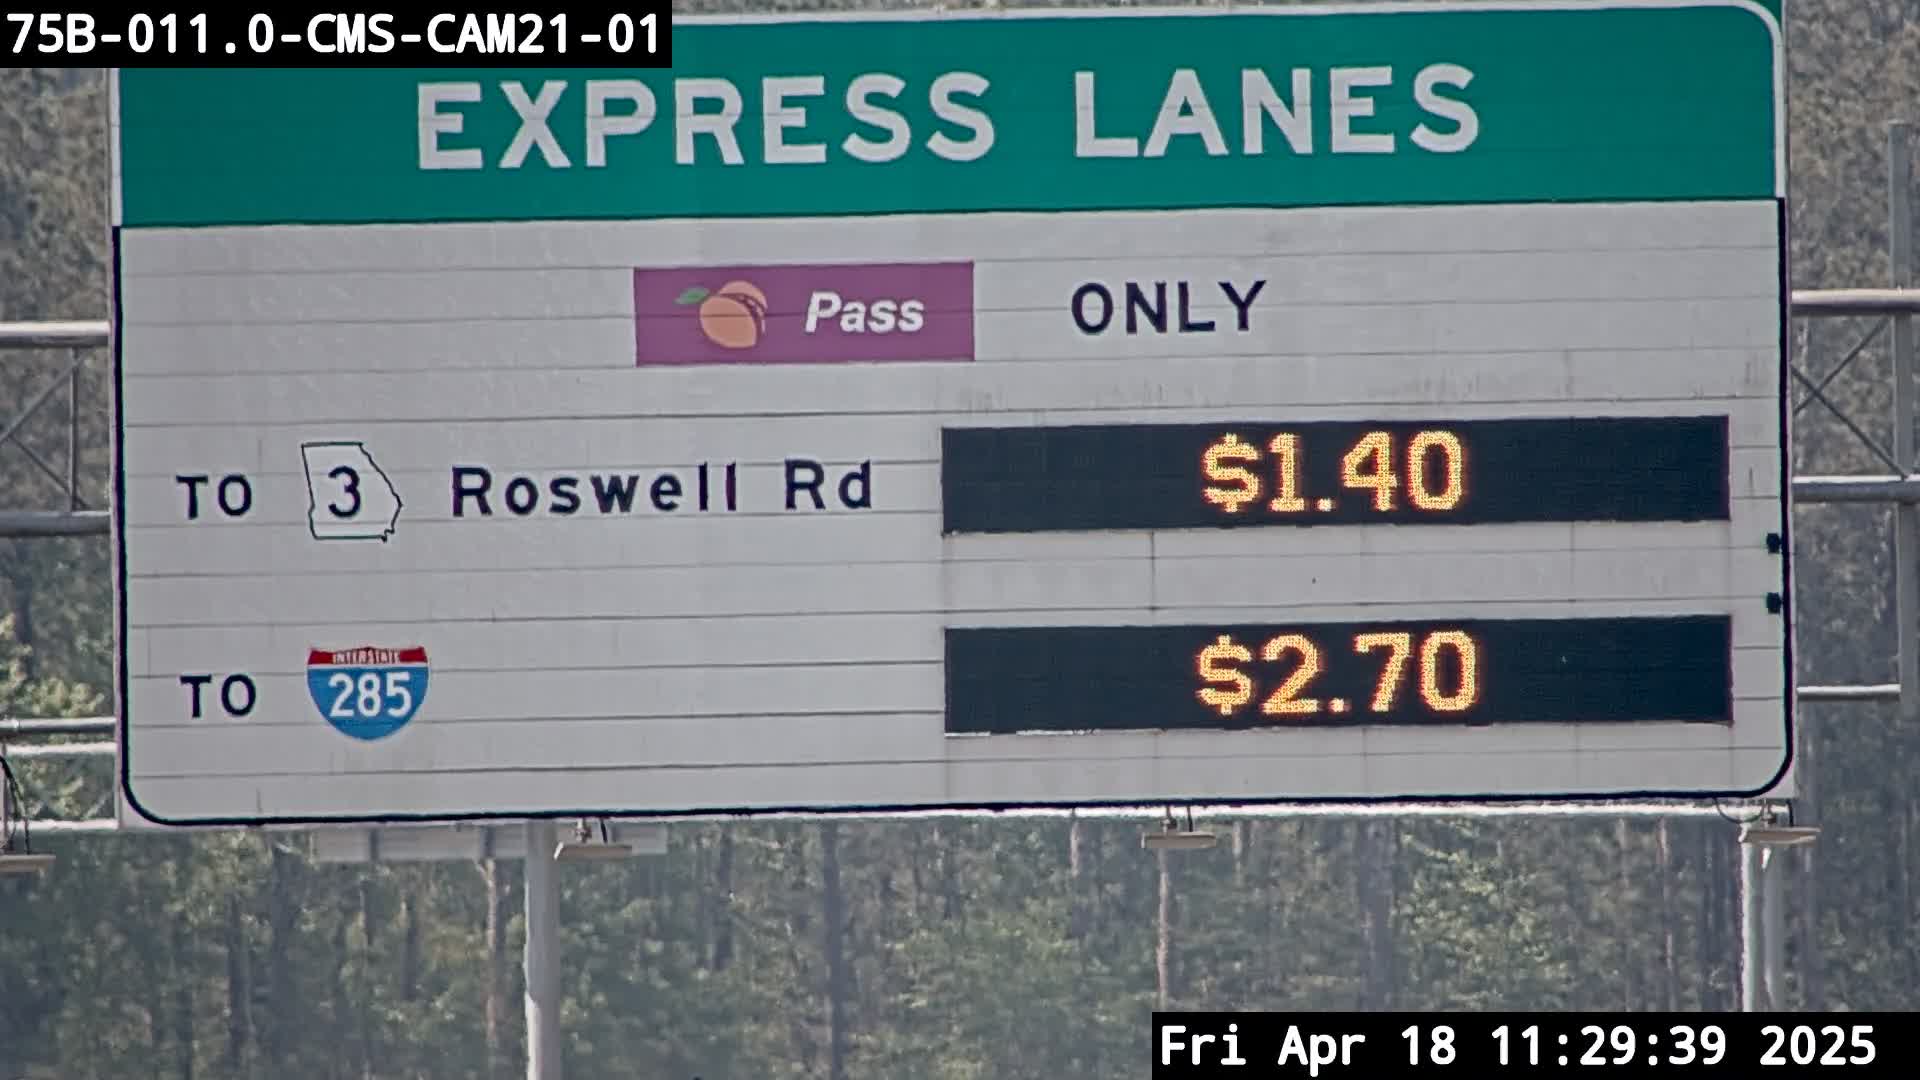 75B-011.0-CMS-CAM21-01
EXPRESS LANES
Pass ONLY
TO 3 Roswell Rd $1.40
TO INTERSTATE 285 $2.70
Fri Apr 18 11:29:39 2025